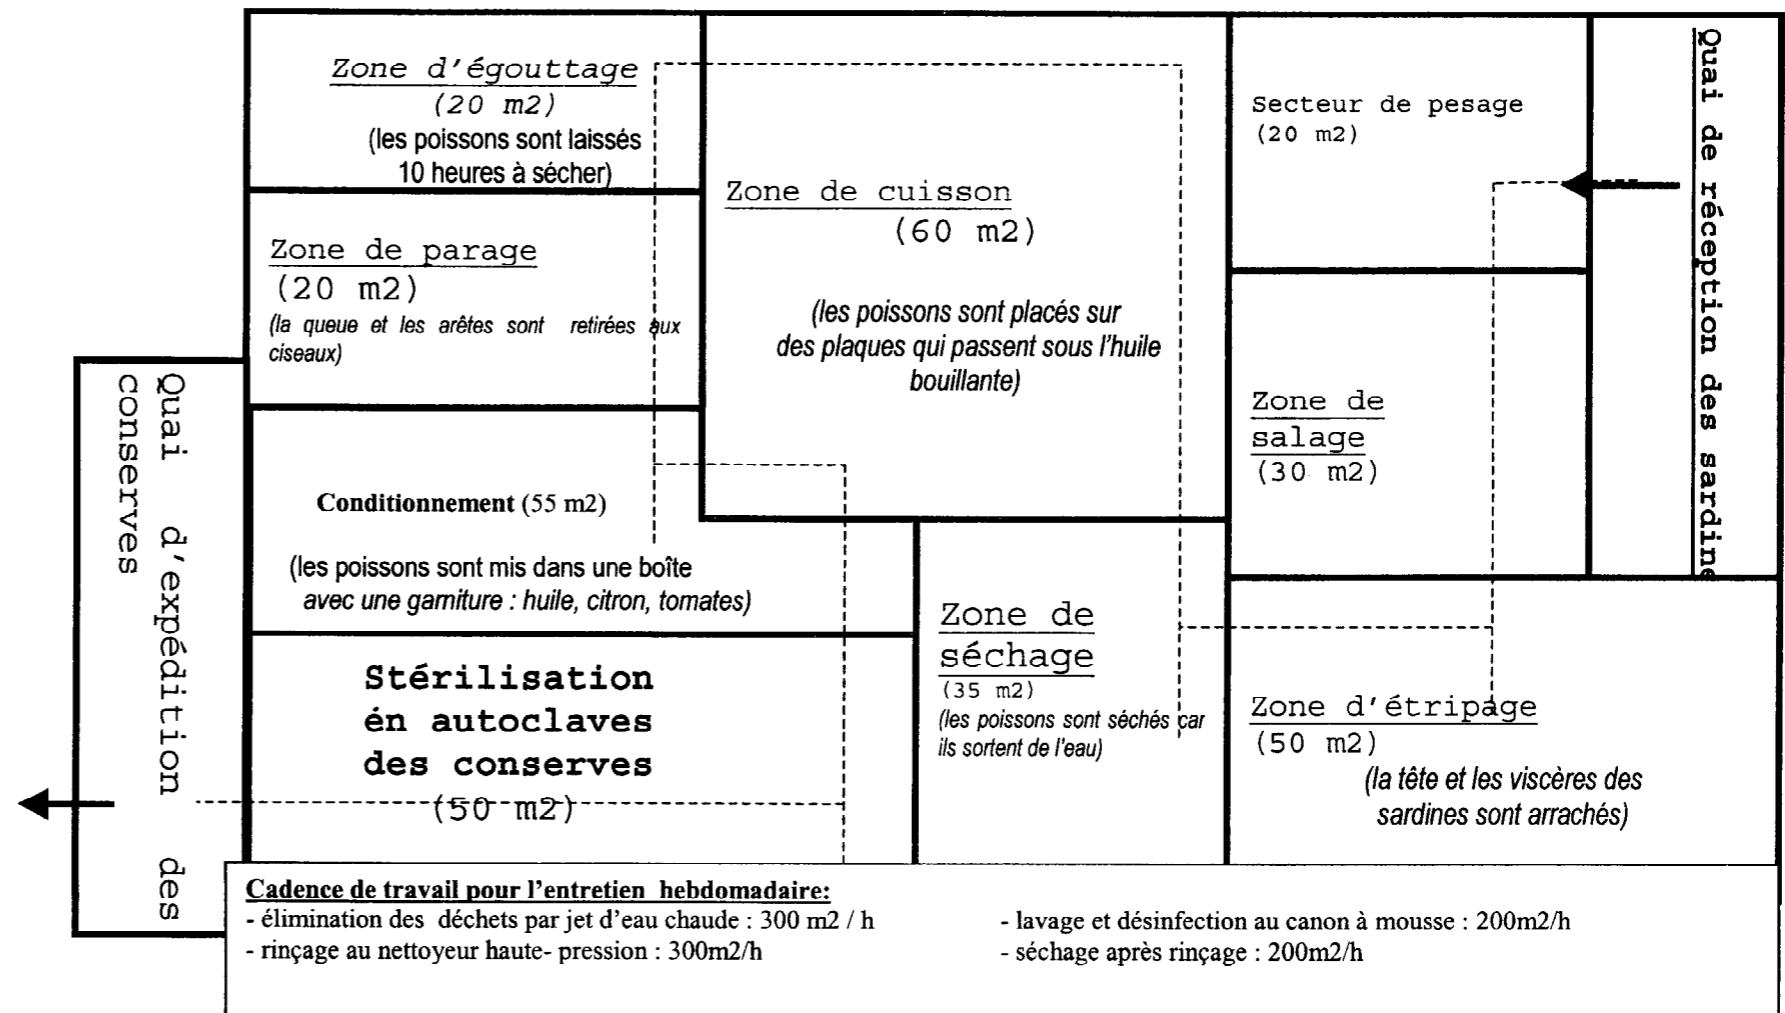 Zone d'égouttage
(20 m2)
(les poissons sont laissés
10 heures à sécher)
Zone de parage
(20 m2)
(la queue et les arêtes sont retirées aux
ciseaux)
Zone de cuisson
(60 m2)
(les poissons sont placés sur
des plaques qui passent sous l'huile
bouillante)
Secteur de pesage
(20 m2)
Quai de réception des sardine
Zone de
salage
(30 m2)
Quai d'expédition des
conserves
Conditionnement (55 m2)
(les poissons sont mis dans une boîte
avec une garniture : huile, citron, tomates)
Stérilisation
én autoclaves
des conserves
(50 m2)
Zone de
séchage
(35 m2)
(les poissons sont séchés car
ils sortent de l'eau)
Zone d'étripage
(50 m2)
(la tête et les viscères des
sardines sont arrachés)
Cadence de travail pour l'entretien hebdomadaire:
- élimination des déchets par jet d'eau chaude : 300 m2 / h
- rinçage au nettoyeur haute- pression : 300m2/h
- lavage et désinfection au canon à mousse : 200m2/h
- séchage après rinçage : 200m2/h